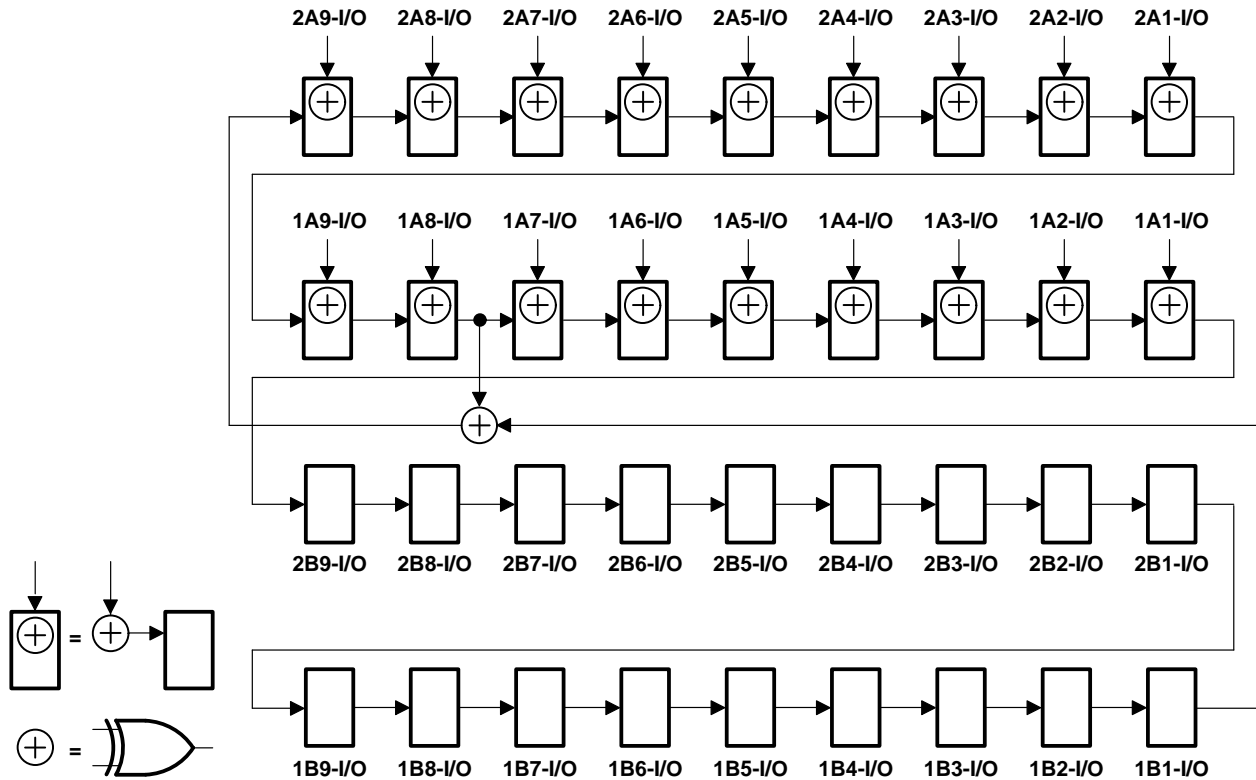 2A9-I/O 2A8-I/O 2A7-I/O 2A6-I/O 2A5-I/O 2A4-I/O 2A3-I/O 2A2-I/O 2A1-I/O
1A9-I/O 1A8-I/O 1A7-I/O 1A6-I/O 1A5-I/O 1A4-I/O 1A3-I/O 1A2-I/O 1A1-I/O
2B9-I/O 2B8-I/O 2B7-I/O 2B6-I/O 2B5-I/O 2B4-I/O 2B3-I/O 2B2-I/O 2B1-I/O
=
=
1B9-I/O 1B8-I/O 1B7-I/O 1B6-I/O 1B5-I/O 1B4-I/O 1B3-I/O 1B2-I/O 1B1-I/O